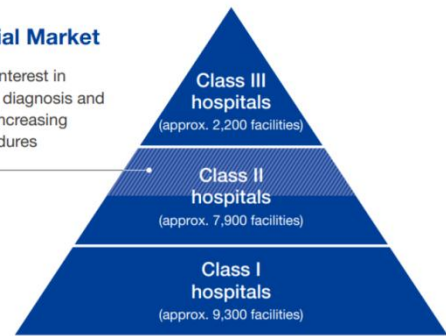 ial Market
nterest in
diagnosis and
ncreasing
dures
Class III
hospitals
(approx. 2,200 facilities)
Class II
hospitals
(approx. 7,900 facilities)
Class I
hospitals
(approx. 9,300 facilities)